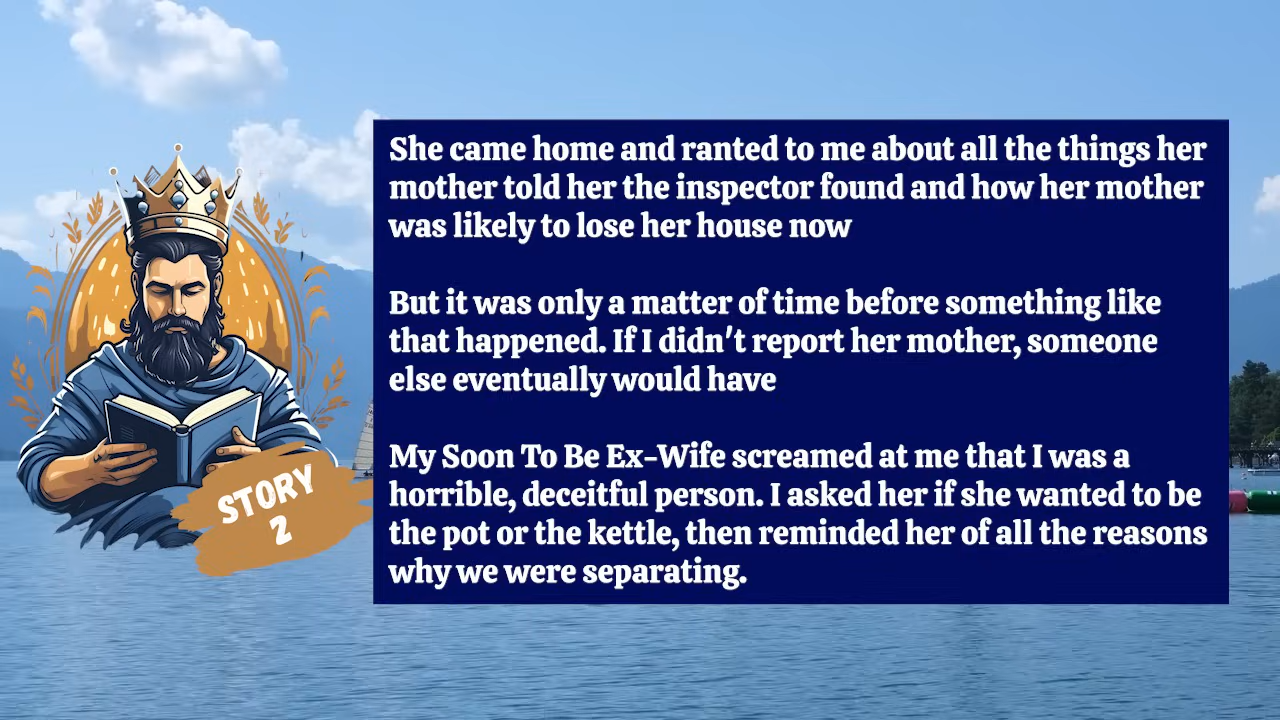 She came home and ranted to me about all the things her
mother told her the inspector found and how her mother
was likely to lose her house now
But it was only a matter of time before something like
that happened. If I didn't report her mother, someone
else eventually would have
My Soon To Be Ex-Wife screamed at me that I was a
horrible, deceitful person. I asked her if she wanted to be
the pot or the kettle, then reminded her of all the reasons
why we were separating.
STORY
2